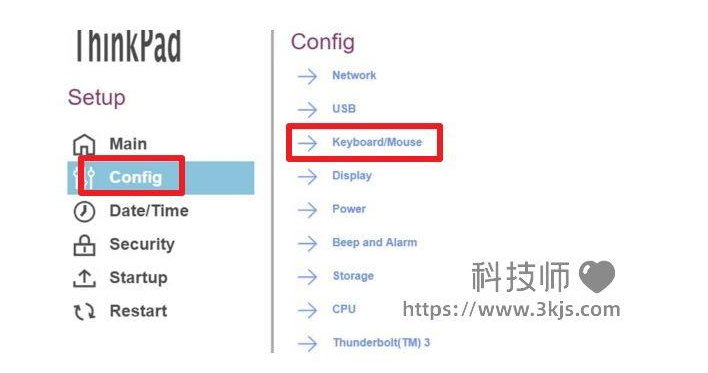 ThinkPad
Setup
Main
Config
Date/Time
Security
Startup
Restart
Config
Network
USB
Keyboard/Mouse
Display
Power
Beep and Alarm
Storage
CPU
Thunderbolt(TM) 3
科技师
https://www.3kjs.com